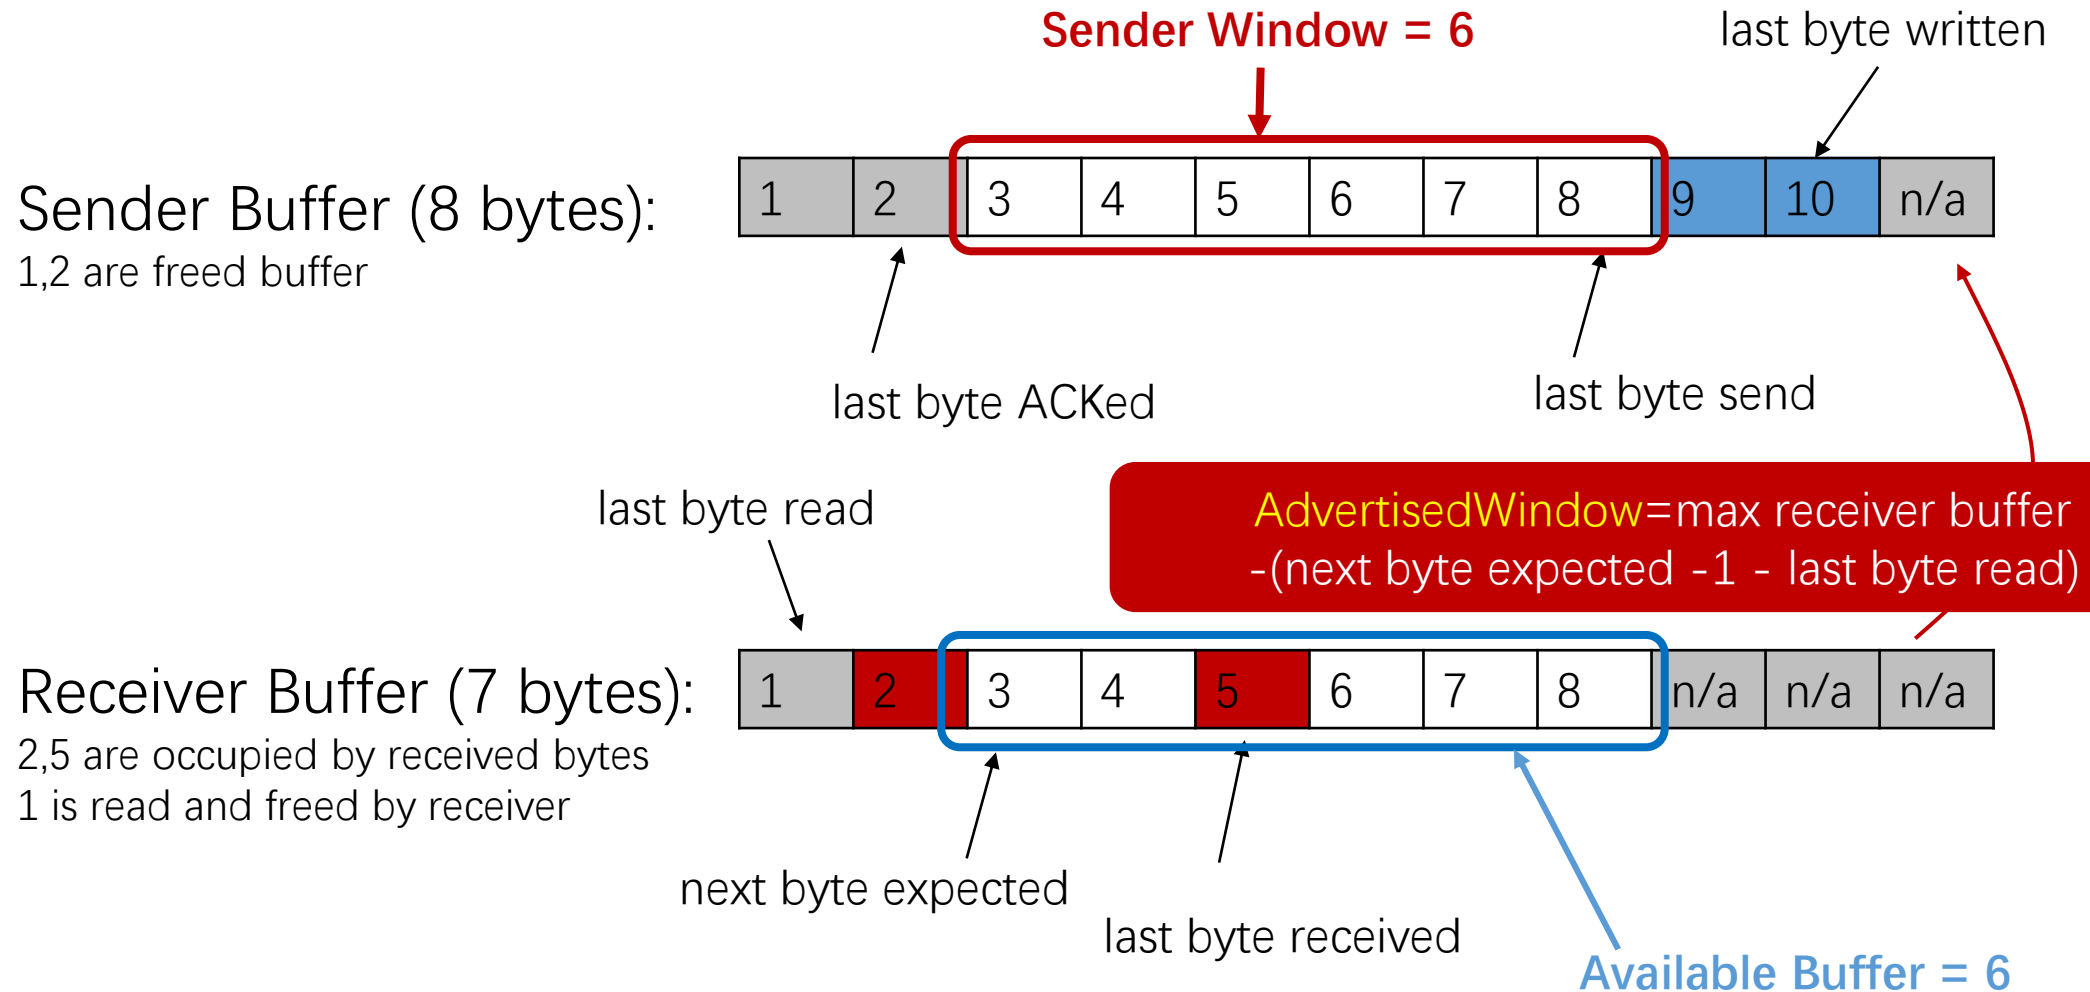 Sender Window = 6
last byte written
Sender Buffer (8 bytes):
1 2 3 4 5 6 7 8 9 10 n/a
1,2 are freed buffer
last byte ACKed
last byte send
last byte read
AdvertisedWindow=max receiver buffer
-(next byte expected -1 - last byte read)
Receiver Buffer (7 bytes):
1 2 3 4 5 6 7 8 n/a n/a n/a
2,5 are occupied by received bytes
1 is read and freed by receiver
next byte expected
last byte received
Available Buffer = 6